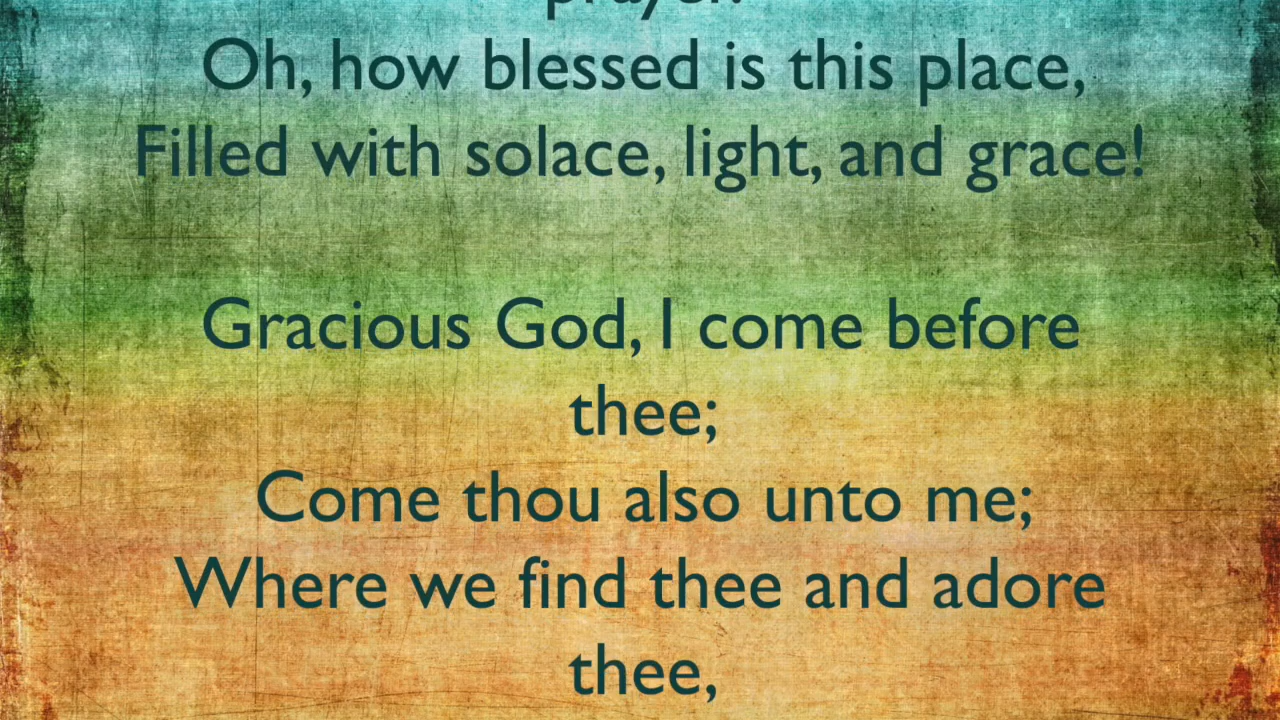 prayer.
Oh, how blessed is this place,
Filled with solace, light, and grace!
Gracious God, I come before
thee;
Come thou also unto me;
Where we find thee and adore
thee,